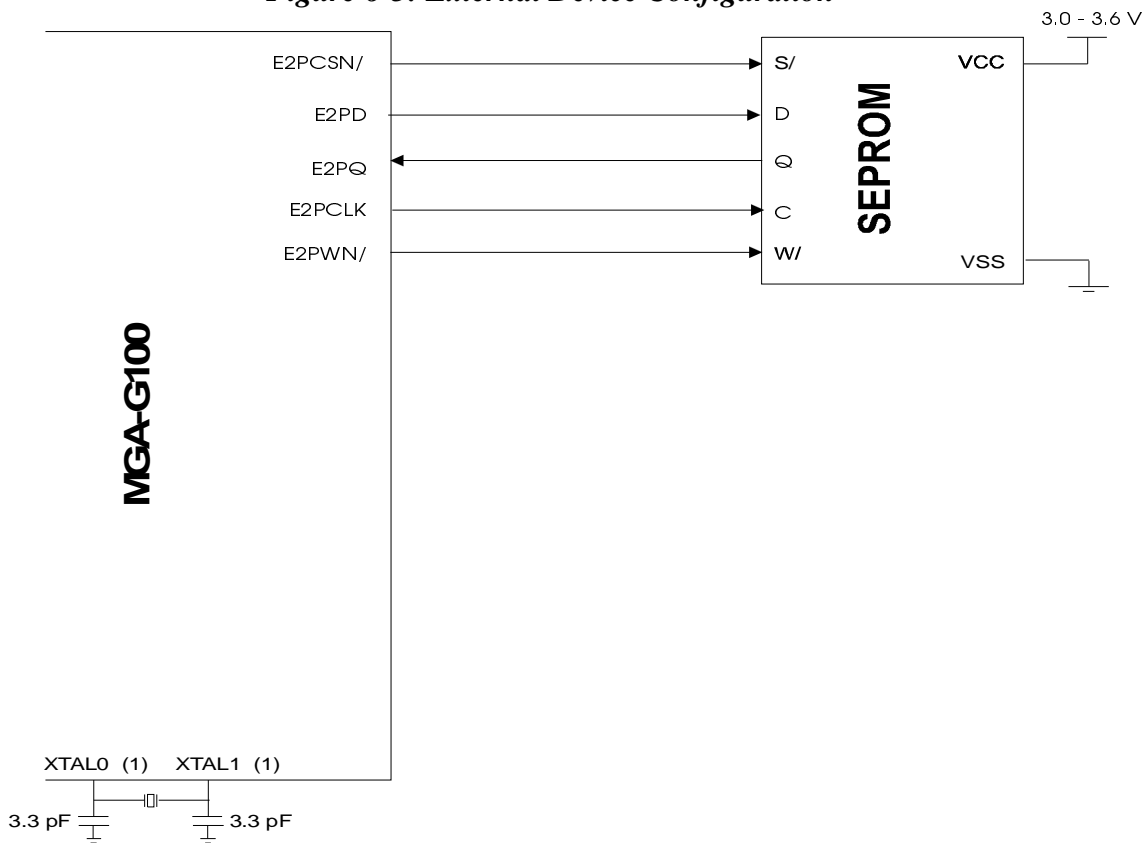 3.0 - 3.6 V
E2PCSN/
S/
VCC
E2PD
D
E2PQ
Q
SEPROM
E2PCLK
C
E2PWN/
W/
VSS
MGA-G100
XTAL0 (1)
XTAL1 (1)
3.3 pF
3.3 pF